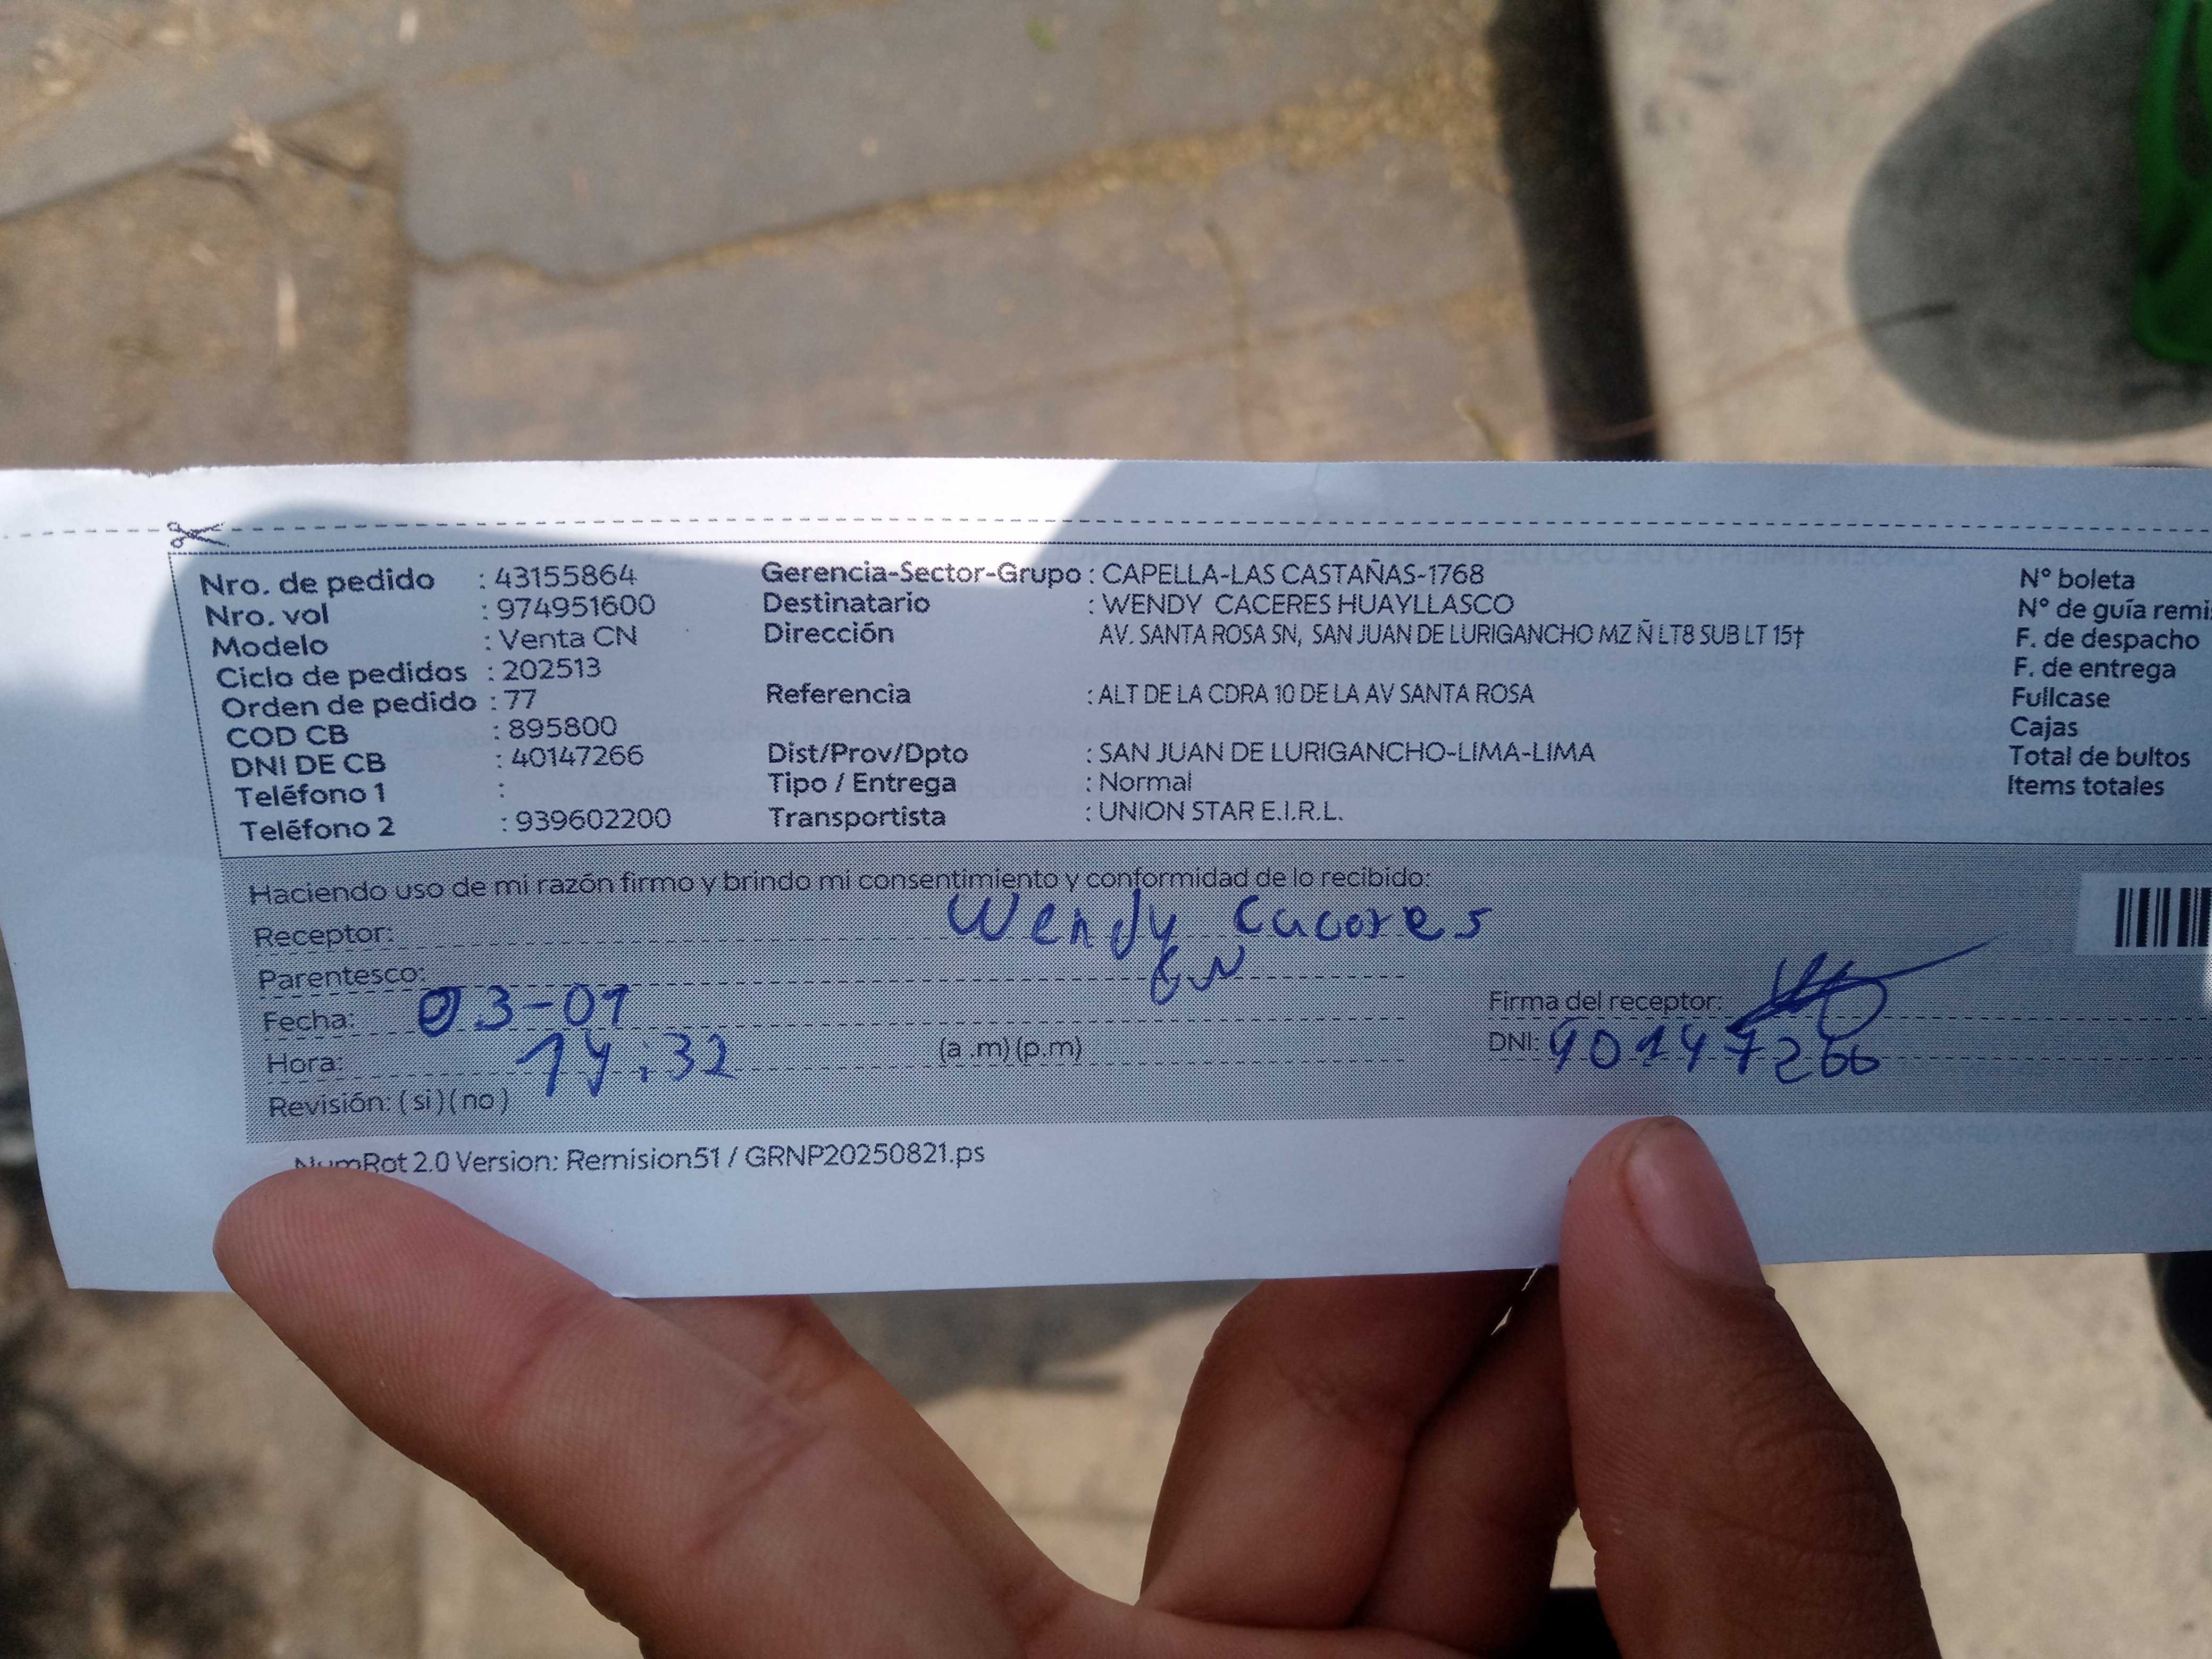 Nro. de pedido : 43155864
Nro. vol : 974951600
Modelo : Venta CN
Ciclo de pedidos : 202513
Orden de pedido : 77
COD CB : 895800
DNI DE CB : 40147266
Teléfono 1 :
Teléfono 2 : 939602200
Gerencia-Sector-Grupo : CAPELLA-LAS CASTAÑAS-1768
Destinatario : WENDY CACERES HUAYLLASCO
Dirección AV. SANTA ROSA SN, SAN JUAN DE LURIGANCHO MZ Ñ LT8 SUB LT 15†
Referencia : ALT DE LA CDRA 10 DE LA AV SANTA ROSA
Dist/Prov/Dpto : SAN JUAN DE LURIGANCHO-LIMA-LIMA
Tipo / Entrega : Normal
Transportista : UNION STAR E.I.R.L.
N° boleta
N° de guía remi
F. de despacho
F. de entrega
Fullcase
Cajas
Total de bultos
Items totales
Haciendo uso de mi razón firmo y brindo mi consentimiento y conformidad de lo recibido:
Receptor: Wendy Caceres
Parentesco:
Fecha: 03-09
Hora: 14:32 (a .m) (p.m)
Revisión: ( si ) ( no )
Firma del receptor:
DNI: 40147266
NumRot 2.0 Version: Remision51 / GRNP20250821.ps